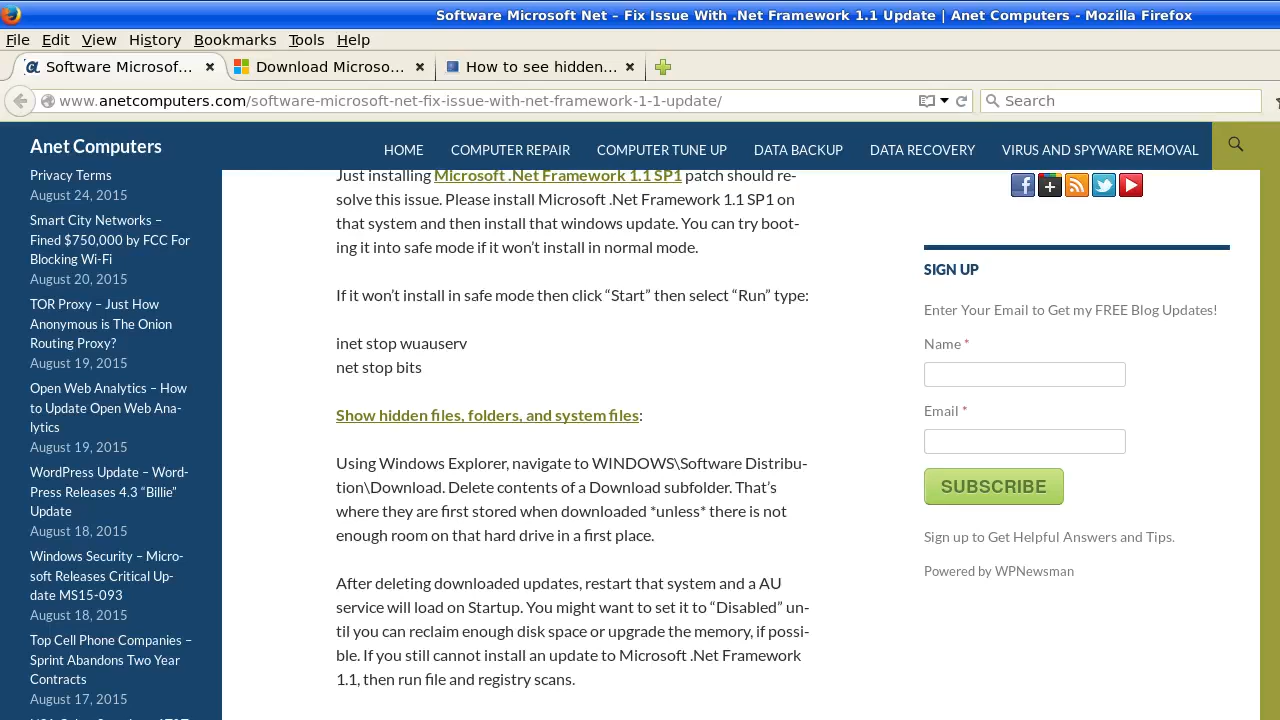 Software Microsoft Net – Fix Issue With .Net Framework 1.1 Update | Anet Computers - Mozilla Firefox
File Edit View History Bookmarks Tools Help
Software Microsof... Download Microso... How to see hidden...
www.anetcomputers.com/software-microsoft-net-fix-issue-with-net-framework-1-1-update/ Search
Anet Computers HOME COMPUTER REPAIR COMPUTER TUNE UP DATA BACKUP DATA RECOVERY VIRUS AND SPYWARE REMOVAL
Privacy Terms
August 24, 2015
Smart City Networks –
Fined $750,000 by FCC For
Blocking Wi-Fi
August 20, 2015
TOR Proxy – Just How
Anonymous is The Onion
Routing Proxy?
August 19, 2015
Open Web Analytics – How
to Update Open Web Ana-
lytics
August 19, 2015
WordPress Update – Word-
Press Releases 4.3 “Billie”
Update
August 18, 2015
Windows Security – Micro-
soft Releases Critical Up-
date MS15-093
August 18, 2015
Top Cell Phone Companies –
Sprint Abandons Two Year
Contracts
August 17, 2015
Just installing Microsoft .Net Framework 1.1 SP1 patch should re-
solve this issue. Please install Microsoft .Net Framework 1.1 SP1 on
that system and then install that windows update. You can try boot-
ing it into safe mode if it won’t install in normal mode.
If it won’t install in safe mode then click “Start” then select “Run” type:
inet stop wuauserv
net stop bits
Show hidden files, folders, and system files:
Using Windows Explorer, navigate to WINDOWS\Software Distribu-
tion\Download. Delete contents of a Download subfolder. That’s
where they are first stored when downloaded *unless* there is not
enough room on that hard drive in a first place.
After deleting downloaded updates, restart that system and a AU
service will load on Startup. You might want to set it to “Disabled” un-
til you can reclaim enough disk space or upgrade the memory, if possi-
ble. If you still cannot install an update to Microsoft .Net Framework
1.1, then run file and registry scans.
SIGN UP
Enter Your Email to Get my FREE Blog Updates!
Name *
Email *
SUBSCRIBE
Sign up to Get Helpful Answers and Tips.
Powered by WPNewsman